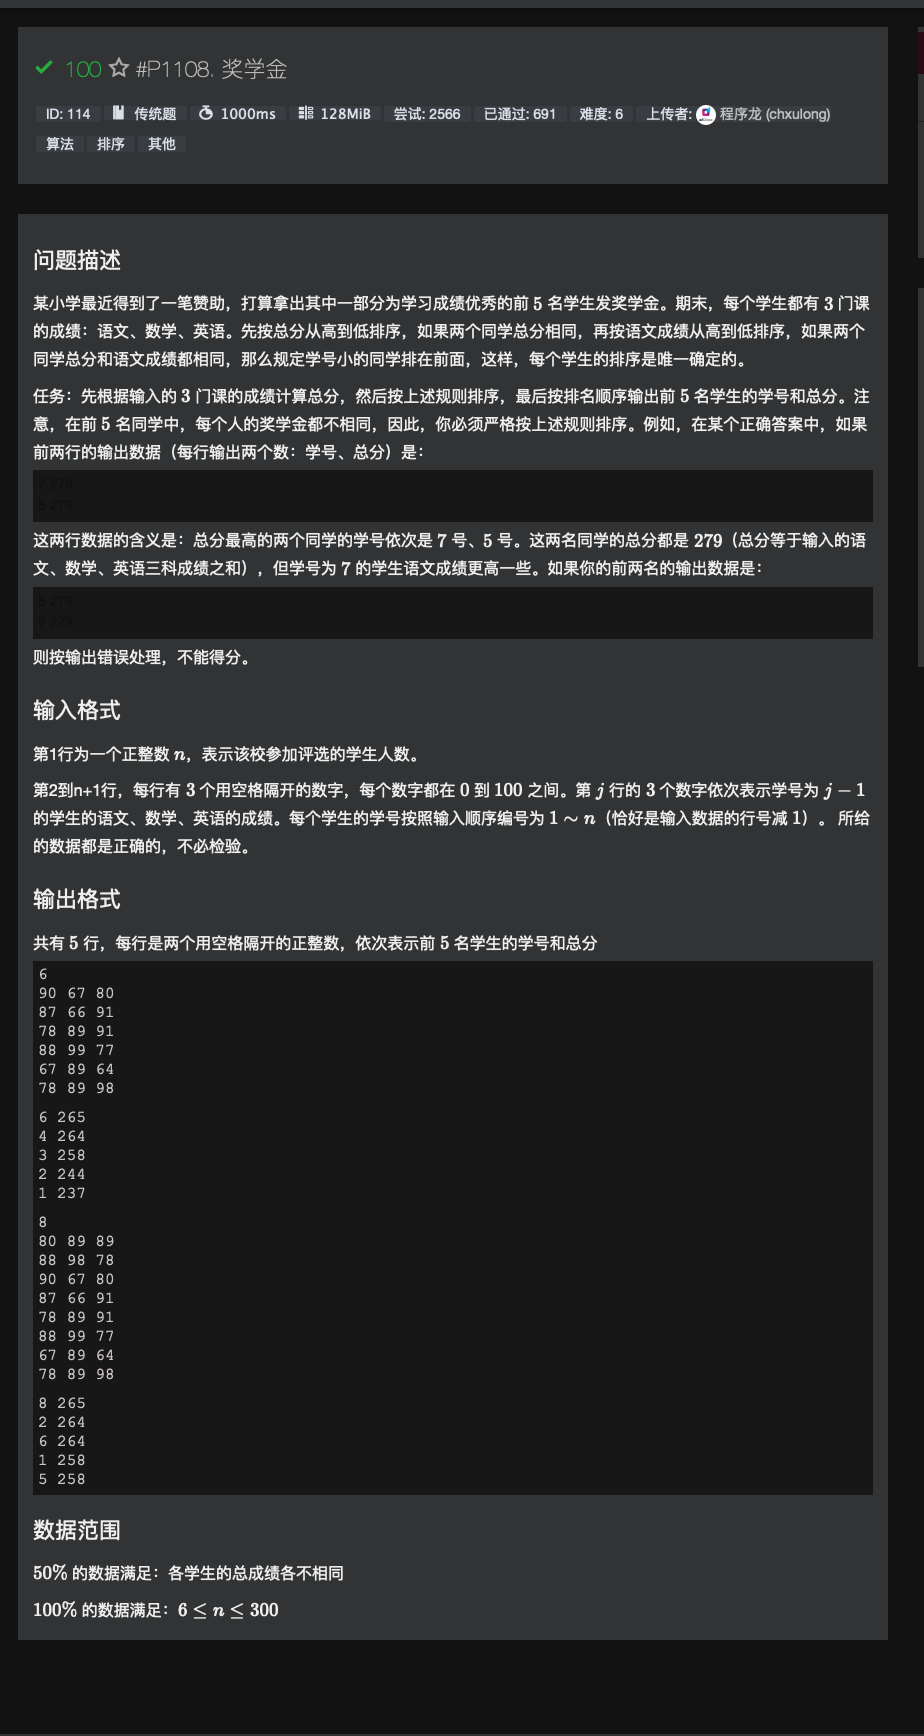 100 #P1108. 奖学金
ID: 114 传统题 1000ms 128MiB 尝试: 2566 已通过: 691 难度: 6 上传者: 程序龙 (chxulong)
算法 排序 其他
问题描述
某小学最近得到了一笔赞助，打算拿出其中一部分为学习成绩优秀的前 5 名学生发奖学金。期末，每个学生都有 3 门课
的成绩：语文、数学、英语。先按总分从高到低排序，如果两个同学总分相同，再按语文成绩从高到低排序，如果两个
同学总分和语文成绩都相同，那么规定学号小的同学排在前面，这样，每个学生的排序是唯一确定的。
任务：先根据输入的 3 门课的成绩计算总分，然后按上述规则排序，最后按排名顺序输出前 5 名学生的学号和总分。注
意，在前 5 名同学中，每个人的奖学金都不相同，因此，你必须严格按上述规则排序。例如，在某个正确答案中，如果
前两行的输出数据（每行输出两个数：学号、总分）是：
7 279
5 279
这两行数据的含义是：总分最高的两个同学的学号依次是 7 号、5 号。这两名同学的总分都是 279（总分等于输入的语
文、数学、英语三科成绩之和），但学号为 7 的学生语文成绩更高一些。如果你的前两名的输出数据是：
5 279
7 279
则按输出错误处理，不能得分。
输入格式
第1行为一个正整数 n，表示该校参加评选的学生人数。
第2到n+1行，每行有 3 个用空格隔开的数字，每个数字都在 0 到 100 之间。第 j 行的 3 个数字依次表示学号为 j − 1
的学生的语文、数学、英语的成绩。每个学生的学号按照输入顺序编号为 1 ∼ n（恰好是输入数据的行号减 1）。 所给
的数据都是正确的，不必检验。
输出格式
共有 5 行，每行是两个用空格隔开的正整数，依次表示前 5 名学生的学号和总分
6
90 67 80
87 66 91
78 89 91
88 99 77
67 89 64
78 89 98
6 265
4 264
3 258
2 244
1 237
8
80 89 89
88 98 78
90 67 80
87 66 91
78 89 91
88 99 77
67 89 64
78 89 98
8 265
2 264
6 264
1 258
5 258
数据范围
50% 的数据满足：各学生的总成绩各不相同
100% 的数据满足：6 ≤ n ≤ 300